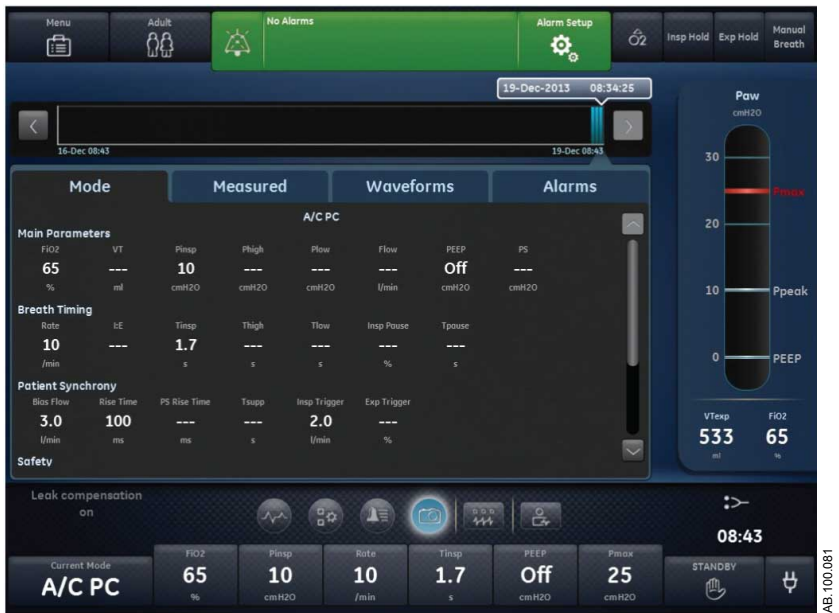 Menu
Adult
No Alarms
Alarm Setup
O2
Insp Hold
Exp Hold
Manual
Breath
19-Dec-2013 08:34:25
16-Dec 08:43
19-Dec 08:43
Mode
Measured
Waveforms
Alarms
A/C PC
Main Parameters
FiO2 VT Pinsp Phigh Plow Flow PEEP PS
65 --- 10 --- --- --- Off ---
% ml cmH2O cmH2O cmH2O l/min cmH2O cmH2O
Breath Timing
Rate I:E Tinsp Thigh Tlow Insp Pause Tpause
10 --- 1.7 --- --- --- ---
/min s s s % s
Patient Synchrony
Bias Flow Rise Time PS Rise Time Tsupp Insp Trigger Exp Trigger
3.0 100 --- --- 2.0 ---
l/min ms ms s l/min %
Safety
Paw
cmH2O
30
Pmax
20
10
Ppeak
0
PEEP
VTexp FiO2
533 65
ml %
Leak compensation
on
08:43
Current Mode
A/C PC
FiO2 Pinsp Rate Tinsp PEEP Pmax
65 10 10 1.7 Off 25
% cmH2O /min s cmH2O cmH2O
STANDBY
AB.100.081